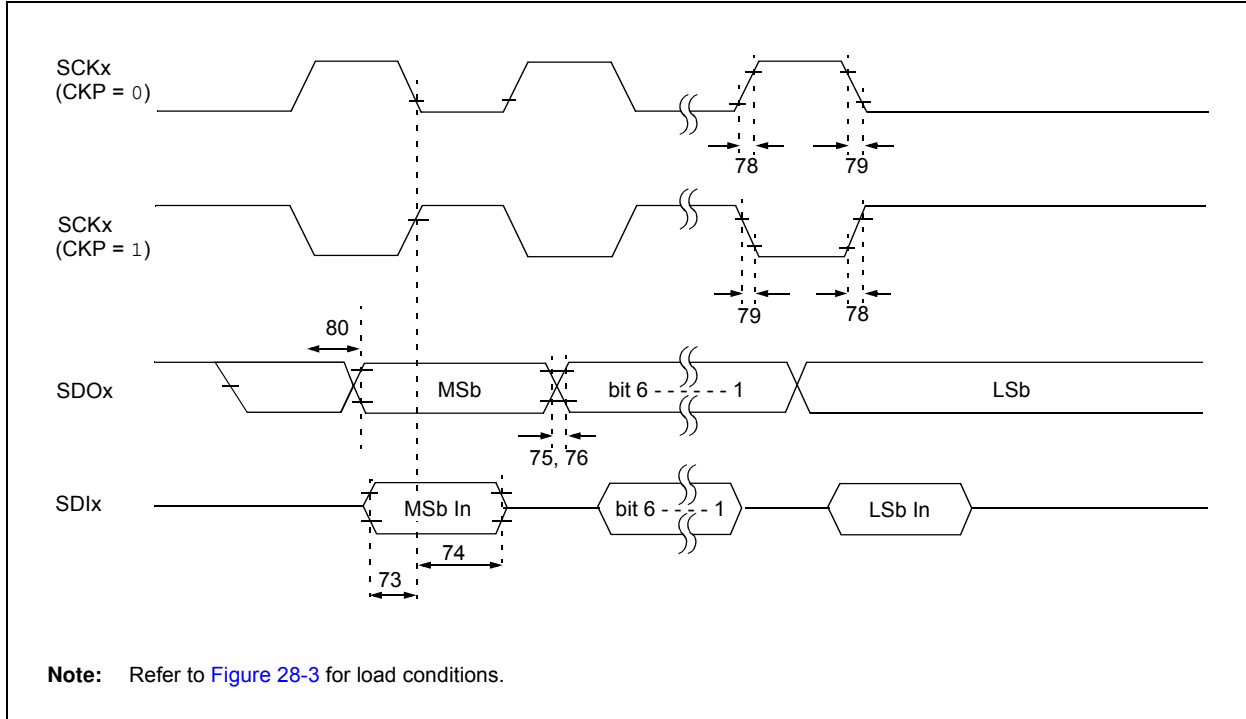 SCKx
(CKP = 0)
78
79
SCKx
(CKP = 1)
79
78
80
SDOx
MSb
bit 6 - - - - - - 1
LSb
75, 76
SDIx
MSb In
bit 6 - - - - - 1
LSb In
74
73
Note: Refer to Figure 28-3 for load conditions.